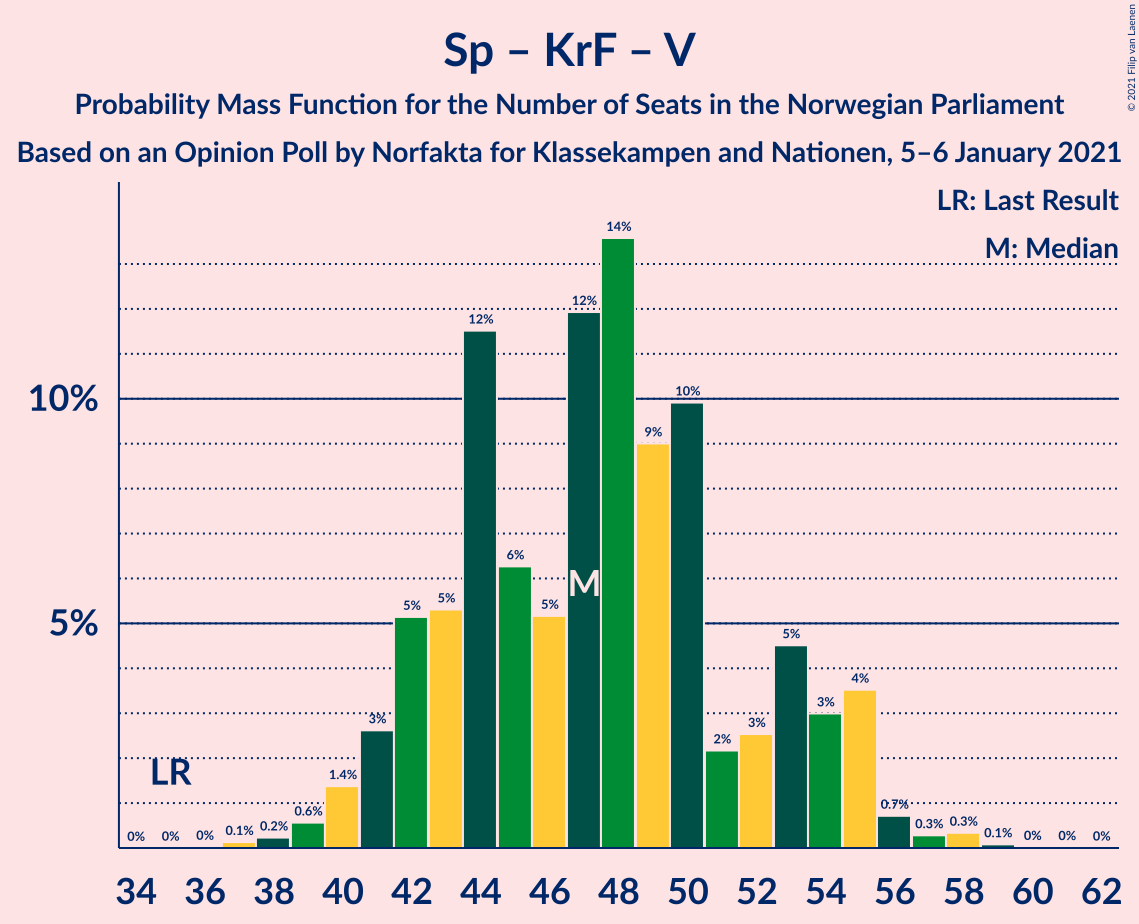 Sp – KrF – V
Probability Mass Function for the Number of Seats in the Norwegian Parliament
Based on an Opinion Poll by Norfakta for Klassekampen and Nationen, 5–6 January 2021
© 2021 Filip van Laenen
LR: Last Result
M: Median
10%
5%
0% 0% 0% 0.1% 0.2% 0.6% 1.4% 3% 5% 5% 12% 6% 5% 12% 14% 9% 10% 2% 3% 5% 3% 4% 0.7% 0.3% 0.3% 0.1% 0% 0% 0%
LR
M
34 36 38 40 42 44 46 48 50 52 54 56 58 60 62